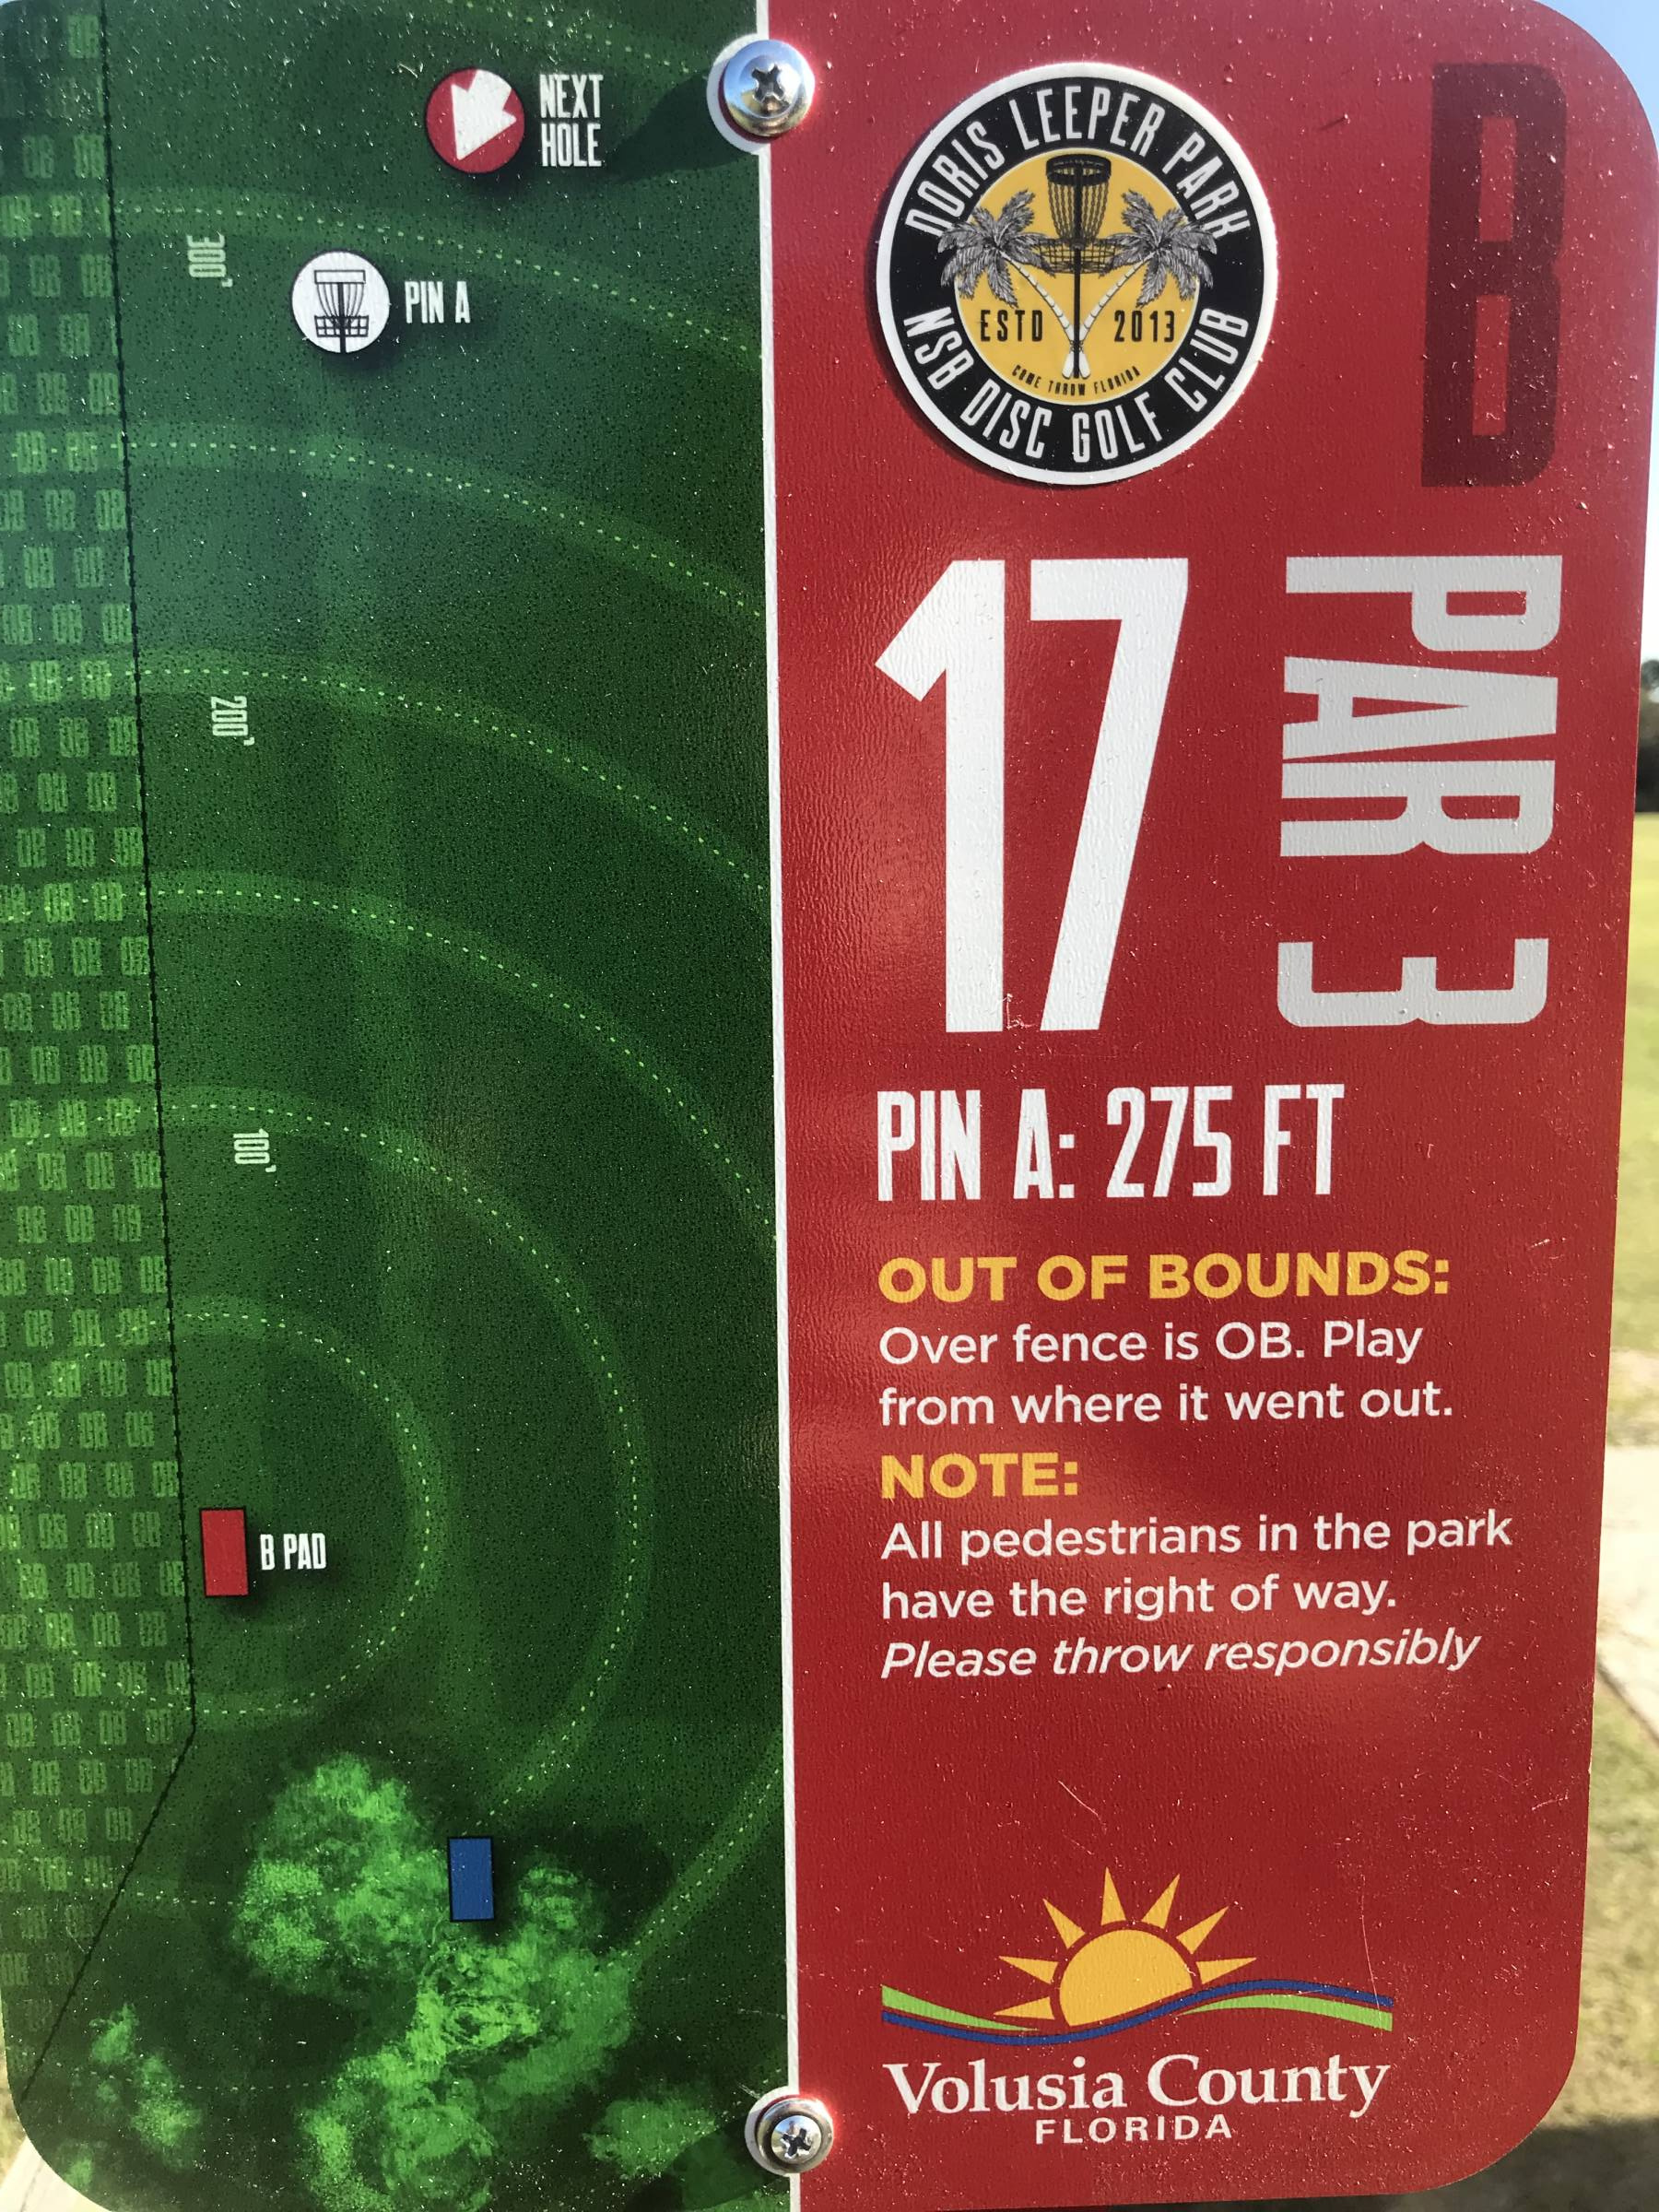 NEXT
HOLE
300'
PIN A
200'
100'
B PAD
DORIS LEEPER PARK
ESTD 2013
COME THROW FLORIDA
NSB DISC GOLF CLUB
B
17
PAR 3
PIN A: 275 FT
OUT OF BOUNDS:
Over fence is OB. Play
from where it went out.
NOTE:
All pedestrians in the park
have the right of way.
Please throw responsibly
Volusia County
FLORIDA